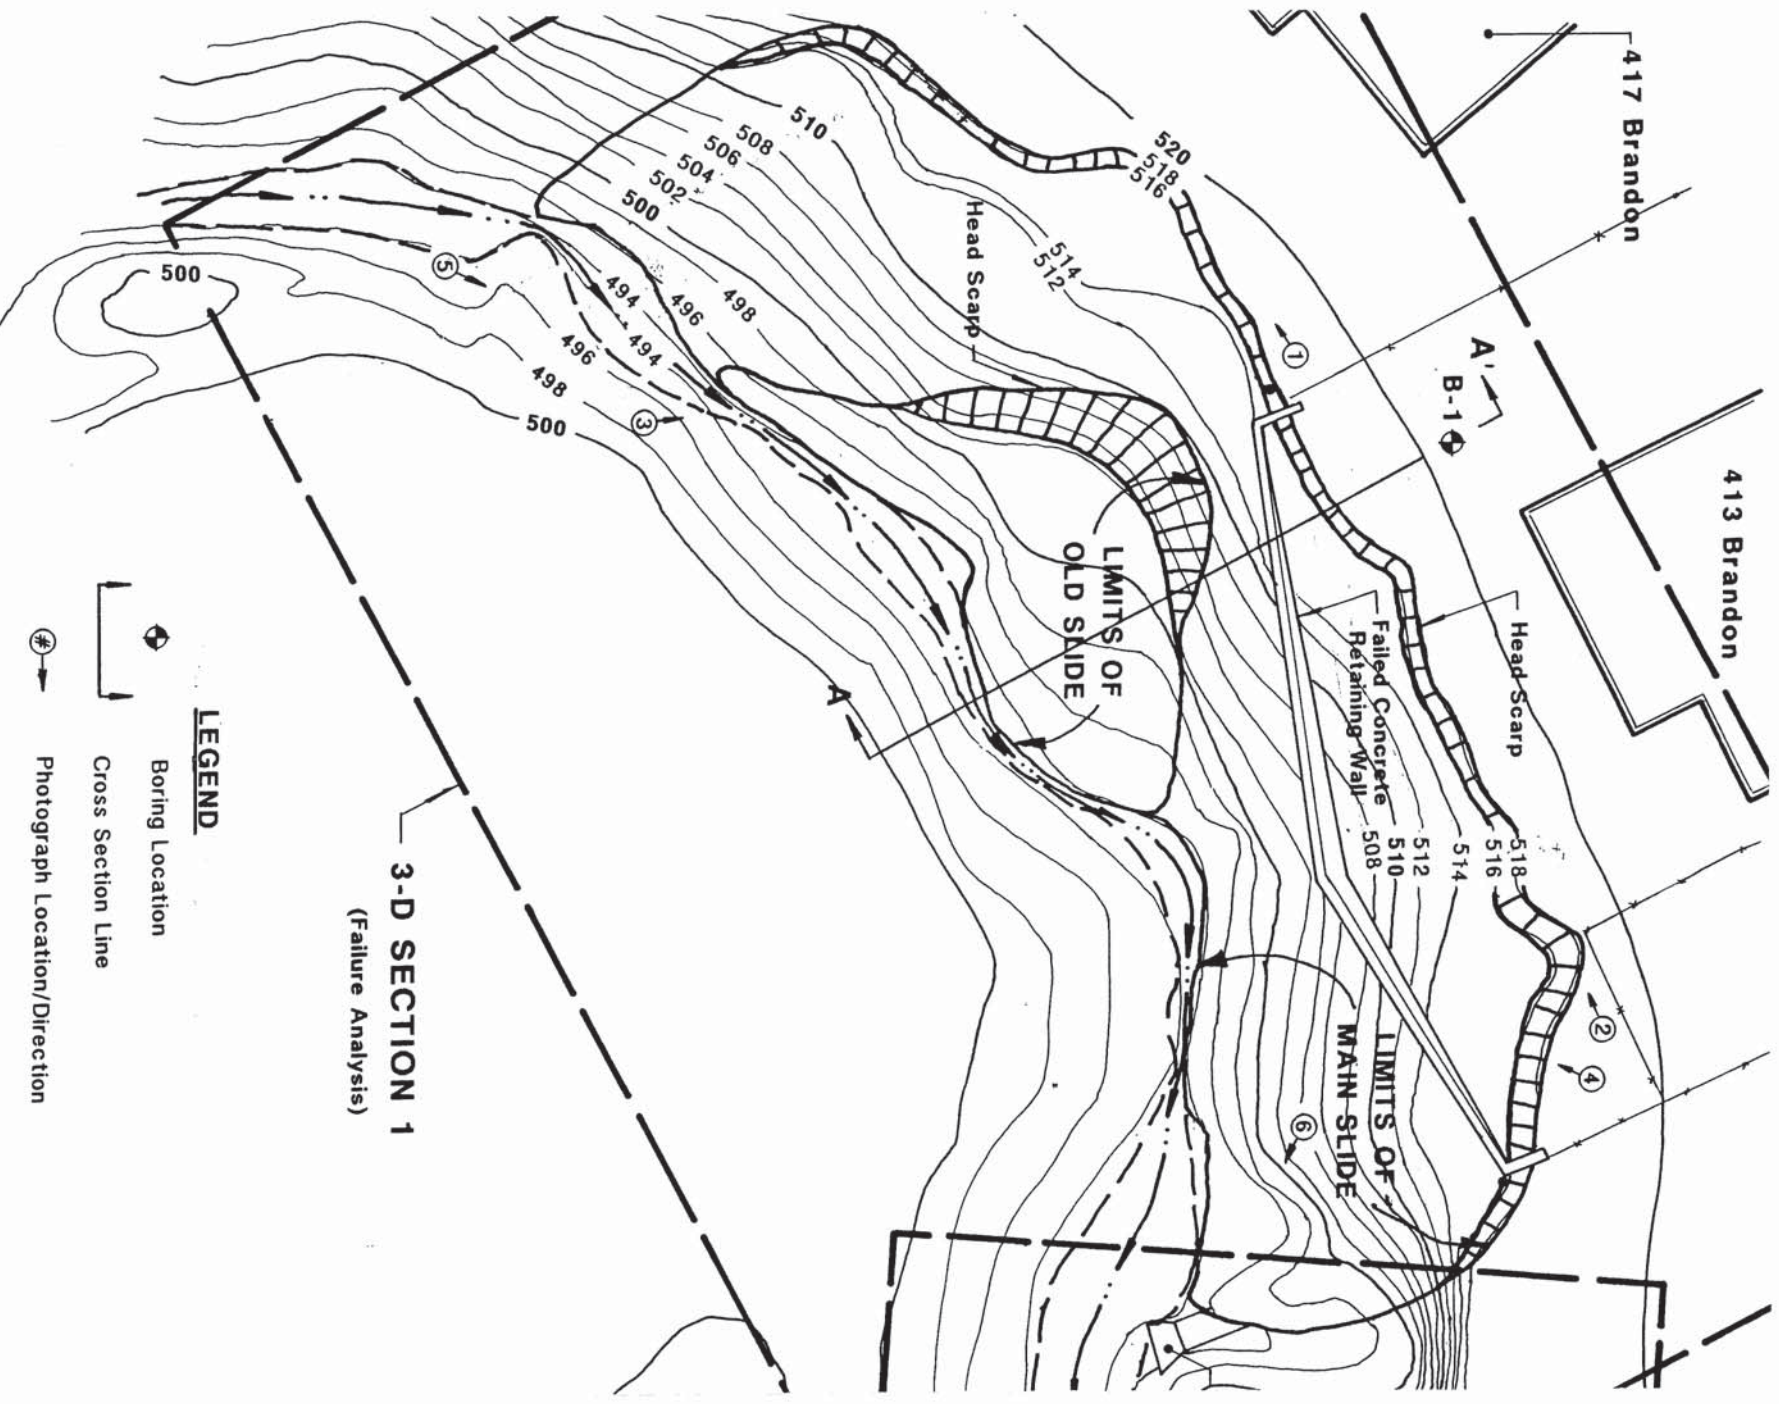 417 Brandon
413 Brandon
520
518
516
510
508
506
504
502
500
514
512
Head Scarp
A'
B-1
1
500
5
494
496
498
494
496
498
500
3
LIMITS OF
OLD SLIDE
Head Scarp
Failed Concrete
Retaining Wall
A
518
516
514
512
510
508
2
4
LIMITS OF
MAIN SLIDE
6
3-D SECTION 1
(Failure Analysis)
LEGEND
Boring Location
Cross Section Line
# Photograph Location/Direction